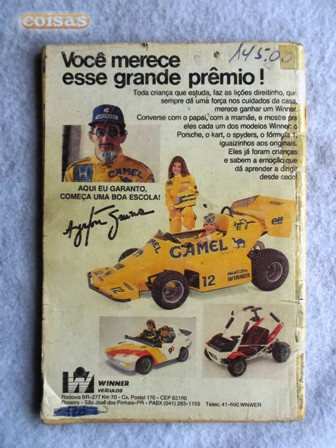 coisas
145.00
Você merece
esse grande prêmio!
Toda criança que estuda, faz as lições direitinho, que
sempre dá uma força nos cuidados da casa,
merece ganhar um Winner.
Converse com o papai, com a mamãe, e mostre pra
eles cada um dos modelos Winner: o
Porsche, o kart, o spyders, o fórmula 1,
igualzinhos aos originais.
Eles já foram crianças
e sabem a emoção que
dá aprender a dirigir
desde cedo.
CAMEL
AQUI EU GARANTO,
COMEÇA UMA BOA ESCOLA!
Ayrton Senna
elf
CAMEL
12
12
WINNER
VEÍCULOS
Rodovia BR-277 Km 70 - Cx. Postal 170 - CEP 83100
Roseira - São José dos Pinhais-PR - PABX (041) 283-1155 Telex: 41-660 WNWER